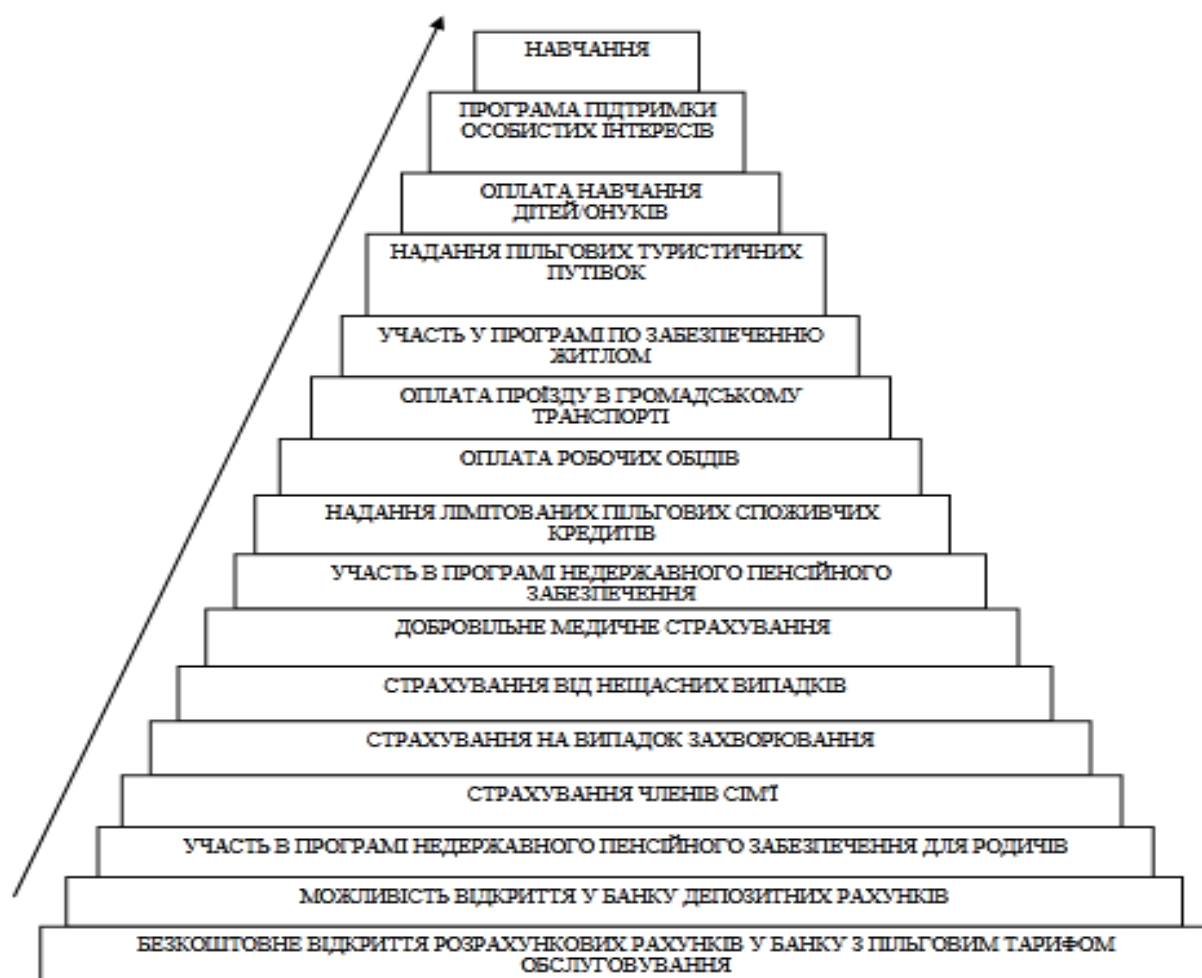 НАВЧАННЯ
ПРОГРАМА ПІДТРИМКИ
ОСОБИСТИХ ІНТЕРЕСІВ
ОПЛАТА НАВЧАННЯ
ДІТЕЙ/ОНУКІВ
НАДАННЯ ПІЛЬГОВИХ ТУРИСТИЧНИХ
ПУТІВОК
УЧАСТЬ У ПРОГРАМІ ПО ЗАБЕЗПЕЧЕННЮ
ЖИТЛОМ
ОПЛАТА ПРОЇЗДУ В ГРОМАДСЬКОМУ
ТРАНСПОРТІ
ОПЛАТА РОБОЧИХ ОБІДІВ
НАДАННЯ ЛІМІТОВАНИХ ПІЛЬГОВИХ СПОЖИВЧИХ
КРЕДИТІВ
УЧАСТЬ В ПРОГРАМІ НЕДЕРЖАВНОГО ПЕНСІЙНОГО
ЗАБЕЗПЕЧЕННЯ
ДОБРОВІЛЬНЕ МЕДИЧНЕ СТРАХУВАННЯ
СТРАХУВАННЯ ВІД НЕЩАСНИХ ВИПАДКІВ
СТРАХУВАННЯ НА ВИПАДОК ЗАХВОРЮВАННЯ
СТРАХУВАННЯ ЧЛЕНІВ СІМ'Ї
УЧАСТЬ В ПРОГРАМІ НЕДЕРЖАВНОГО ПЕНСІЙНОГО ЗАБЕЗПЕЧЕННЯ ДЛЯ РОДИЧІВ
МОЖЛИВІСТЬ ВІДКРИТТЯ У БАНКУ ДЕПОЗИТНИХ РАХУНКІВ
БЕЗКОШТОВНЕ ВІДКРИТТЯ РОЗРАХУНКОВИХ РАХУНКІВ У БАНКУ З ПІЛЬГОВИМ ТАРИФОМ
ОБСЛУГОВУВАННЯ